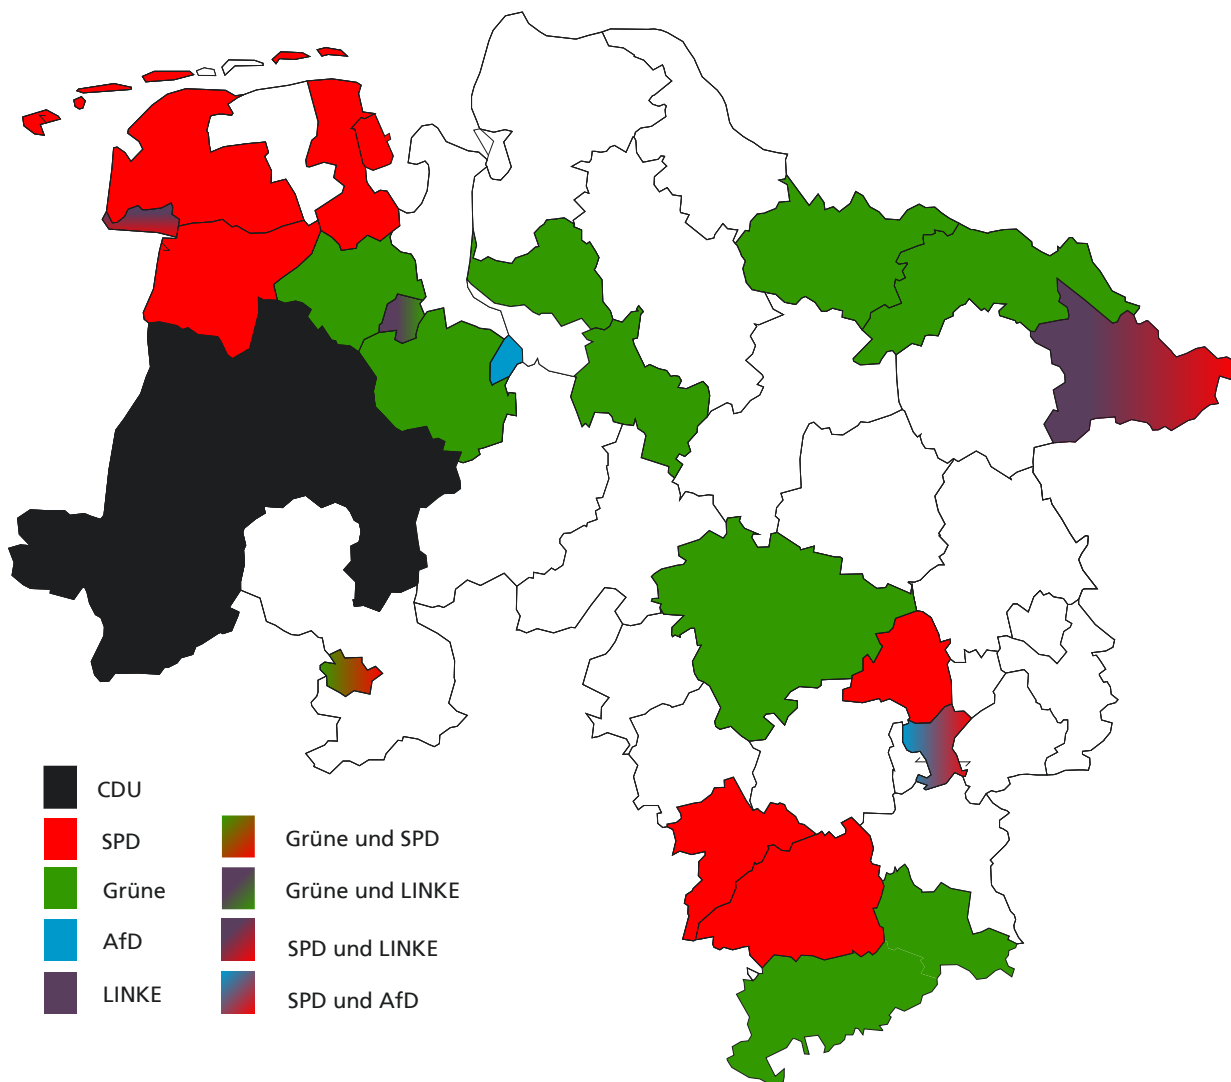 CDU
SPD
Grüne
AfD
LINKE
Grüne und SPD
Grüne und LINKE
SPD und LINKE
SPD und AfD